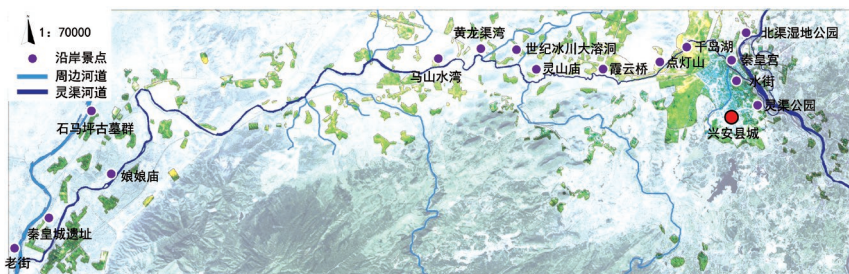 1：70000
沿岸景点
周边河道
灵渠河道
黄龙渠湾
世纪冰川大溶洞
千岛湖
北渠湿地公园
马山水湾
灵山庙
霞云桥
点灯山
秦皇宫
水街
灵渠公园
兴安县城
石马坪古墓群
娘娘庙
秦皇城遗址
老街